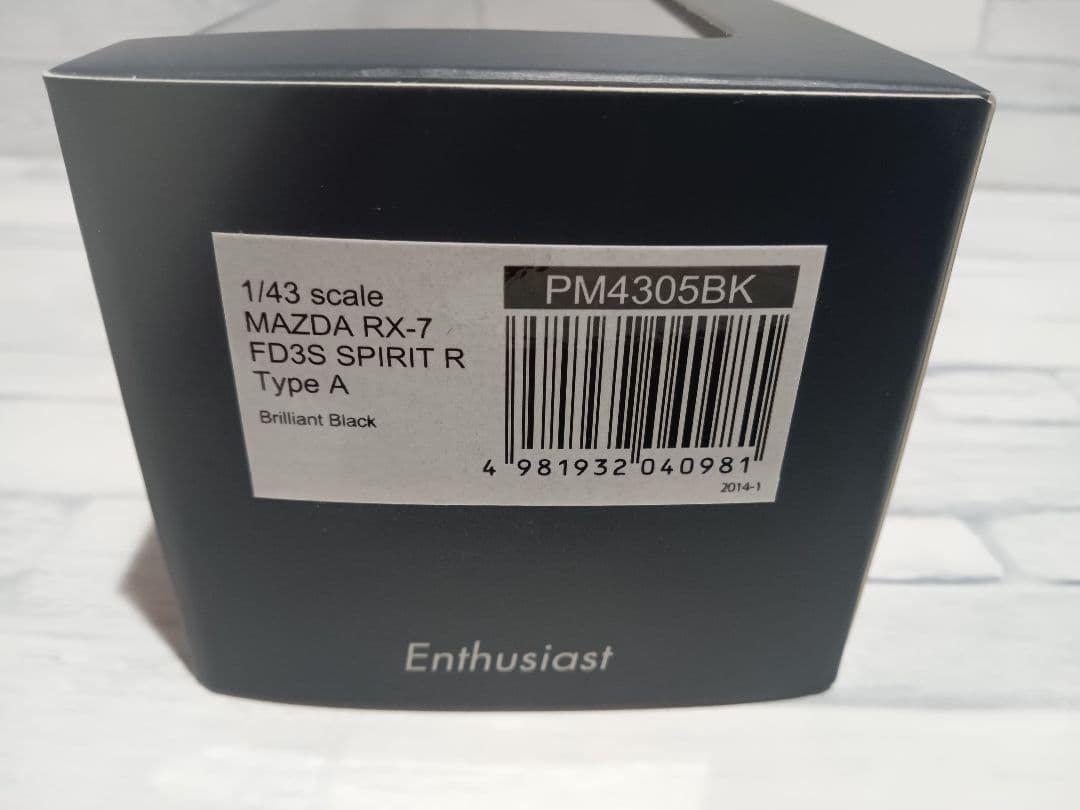 1/43 scale
MAZDA RX-7
FD3S SPIRIT R
Type A
Brilliant Black
PM4305BK
4 981932 040981
2014-1
Enthusiast